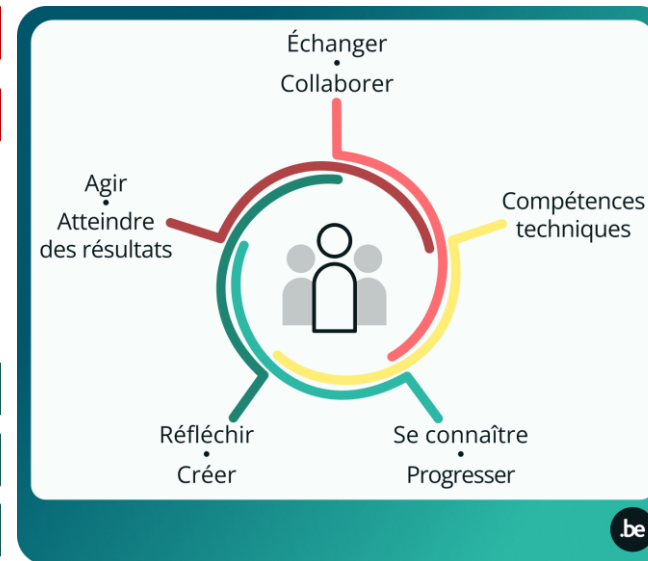 Échanger
•
Collaborer
Agir
•
Atteindre
des résultats
Compétences
techniques
Réfléchir
•
Créer
Se connaître
•
Progresser
.be